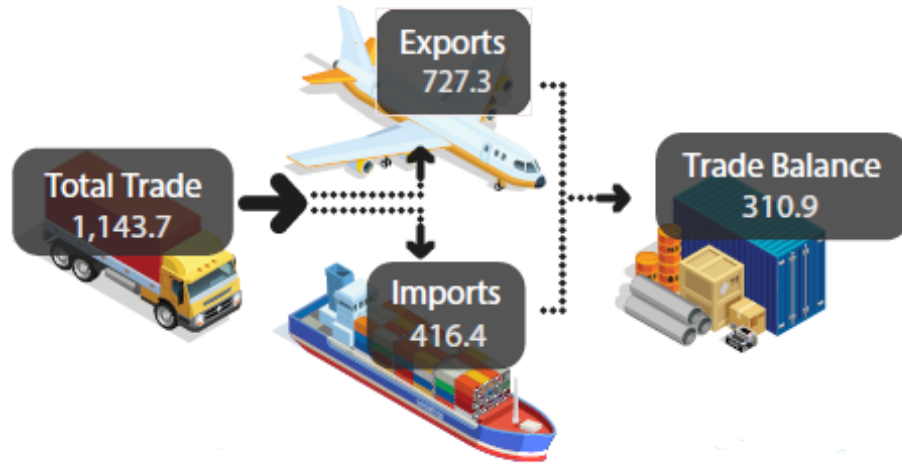 Exports
727.3
Total Trade
1,143.7
Trade Balance
310.9
Imports
416.4